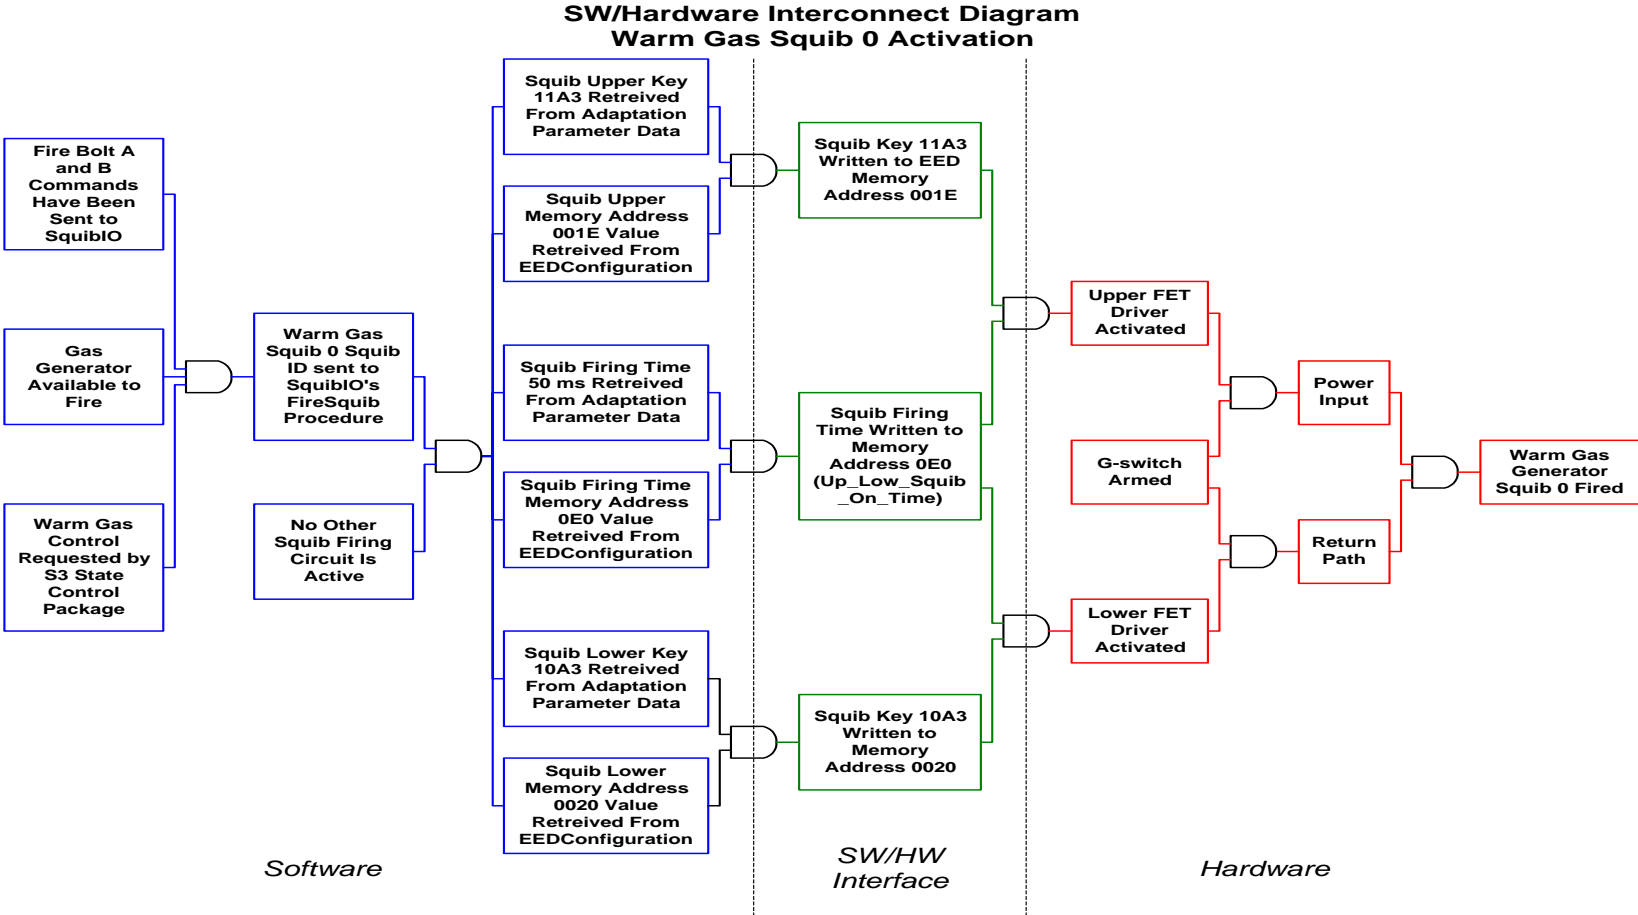 SW/Hardware Interconnect Diagram
Warm Gas Squib 0 Activation
Fire Bolt A
and B
Commands
Have Been
Sent to
SquibIO
Gas
Generator
Available to
Fire
Warm Gas
Control
Requested by
S3 State
Control
Package
Warm Gas
Squib 0 Squib
ID sent to
SquibIO's
FireSquib
Procedure
No Other
Squib Firing
Circuit Is
Active
Squib Upper Key
11A3 Retreived
From Adaptation
Parameter Data
Squib Upper
Memory Address
001E Value
Retreived From
EEDConfiguration
Squib Firing Time
50 ms Retreived
From Adaptation
Parameter Data
Squib Firing Time
Memory Address
0E0 Value
Retreived From
EEDConfiguration
Squib Lower Key
10A3 Retreived
From Adaptation
Parameter Data
Squib Lower
Memory Address
0020 Value
Retreived From
EEDConfiguration
Squib Key 11A3
Written to EED
Memory
Address 001E
Squib Firing
Time Written to
Memory
Address 0E0
(Up_Low_Squib
_On_Time)
Squib Key 10A3
Written to
Memory
Address 0020
Upper FET
Driver
Activated
G-switch
Armed
Lower FET
Driver
Activated
Power
Input
Return
Path
Warm Gas
Generator
Squib 0 Fired
Software
SW/HW
Interface
Hardware